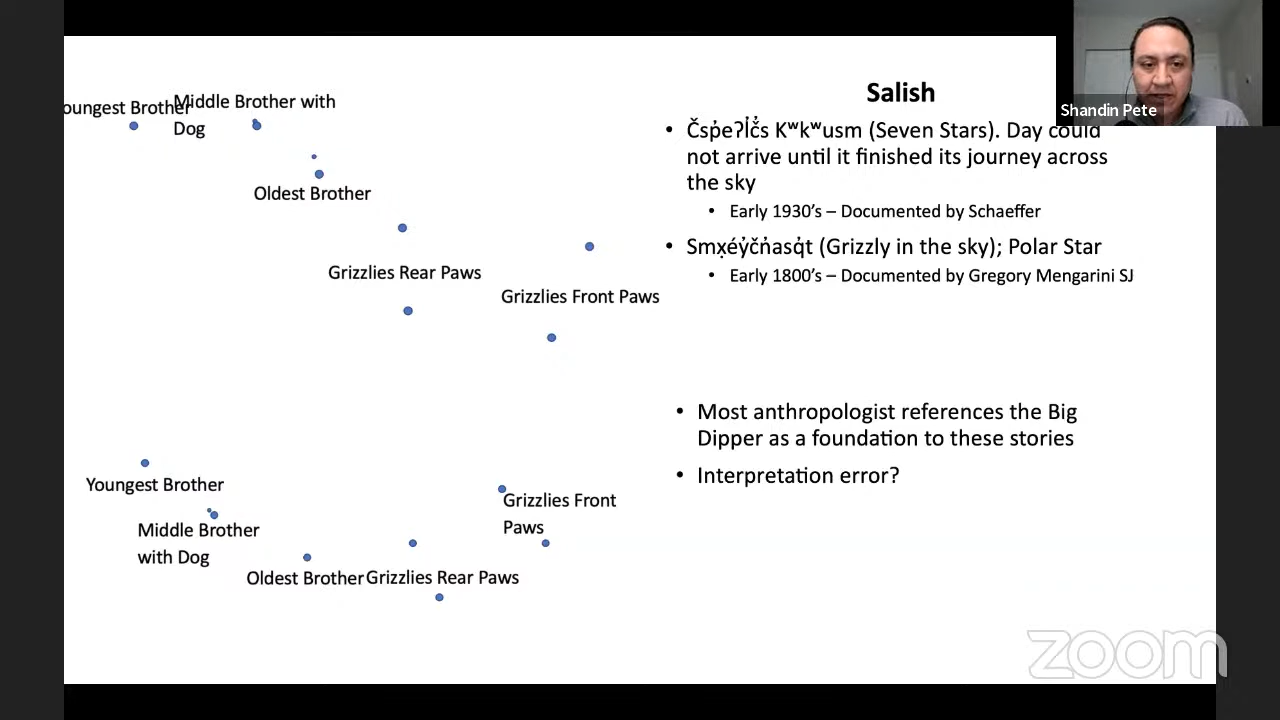 Shandin Pete
Salish
• Čsp̓eʔl̓č̓s Kʷkʷusm (Seven Stars). Day could
not arrive until it finished its journey across
the sky
• Early 1930's – Documented by Schaeffer
• Smx̣éy̓čn̓asq̓t (Grizzly in the sky); Polar Star
• Early 1800's – Documented by Gregory Mengarini SJ
• Most anthropologist references the Big
Dipper as a foundation to these stories
• Interpretation error?
oungest Brother
Middle Brother with
Dog
Oldest Brother
Grizzlies Rear Paws
Grizzlies Front Paws
Youngest Brother
Middle Brother
with Dog
Oldest Brother
Grizzlies Rear Paws
Grizzlies Front
Paws
zoom